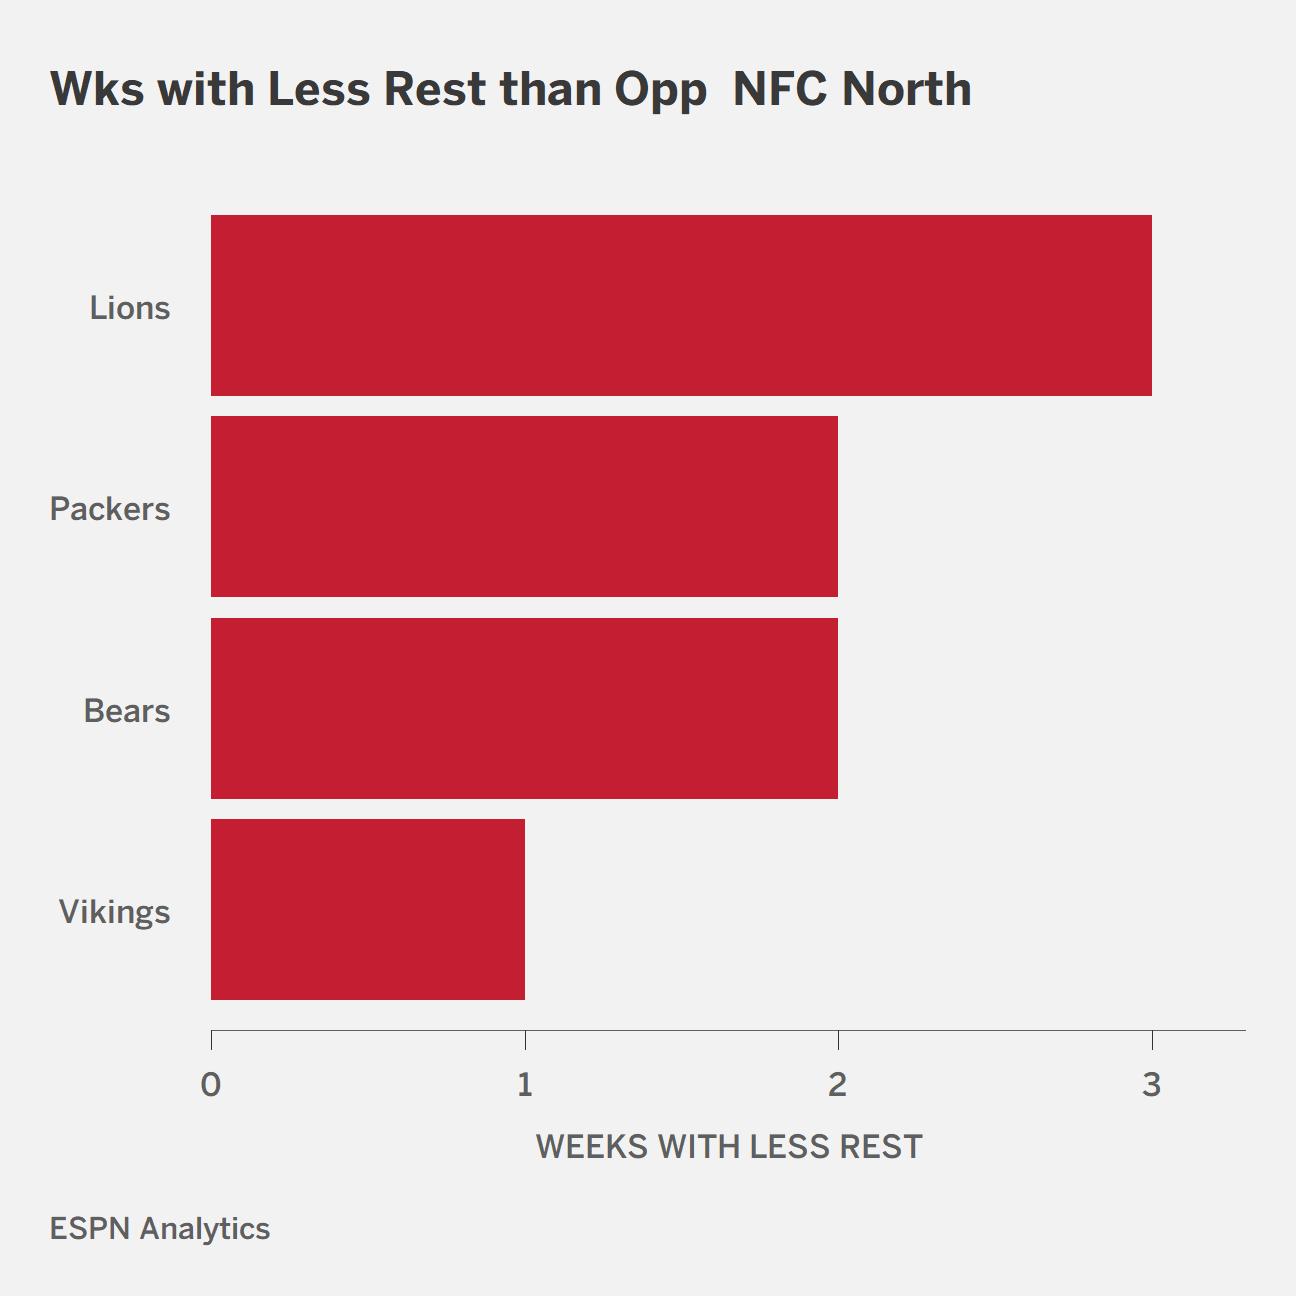 Wks with Less Rest than Opp  NFC North
Lions
Packers
Bears
Vikings
0 1 2 3
WEEKS WITH LESS REST
ESPN Analytics